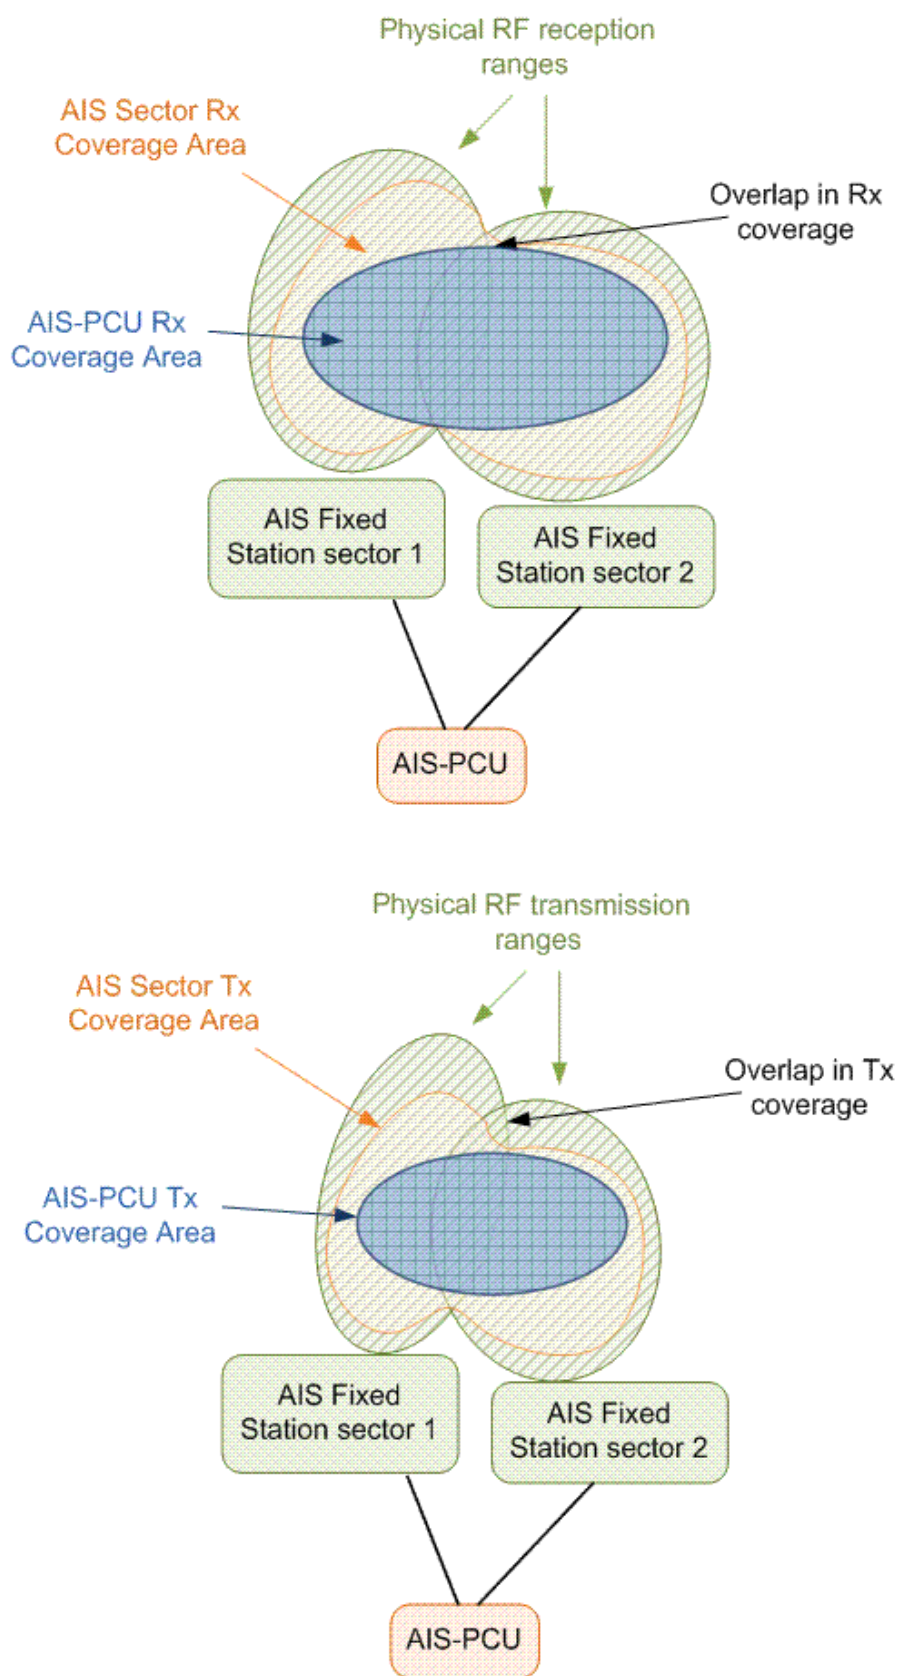 Physical RF reception
ranges
AIS Sector Rx
Coverage Area
Overlap in Rx
coverage
AIS-PCU Rx
Coverage Area
AIS Fixed
Station sector 1
AIS Fixed
Station sector 2
AIS-PCU
Physical RF transmission
ranges
AIS Sector Tx
Coverage Area
Overlap in Tx
coverage
AIS-PCU Tx
Coverage Area
AIS Fixed
Station sector 1
AIS Fixed
Station sector 2
AIS-PCU